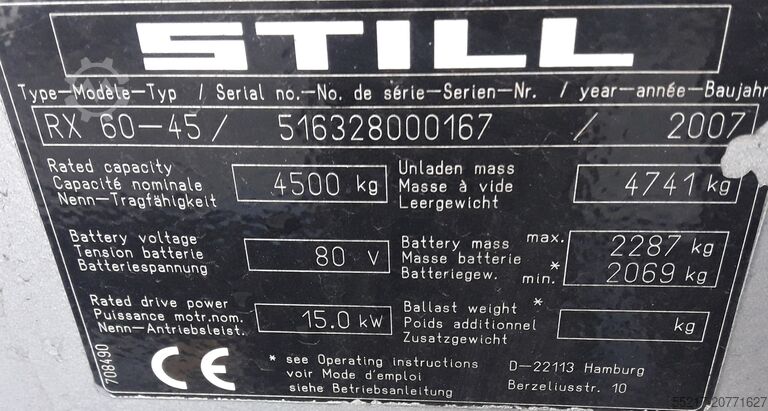 STILL
Type-Modèle-Typ / Serial no.-No. de série-Serien-Nr. / year-année-Baujahr
RX 60-45 / 516328000167 / 2007
Rated capacity
Capacité nominale
Nenn-Tragfähigkeit
4500 kg
Unladen mass
Masse à vide
Leergewicht
4741 kg
Battery voltage
Tension batterie
Batteriespannung
80 V
Battery mass max.
Masse batterie *
Batteriegew. min.
2287 kg
2069 kg
Rated drive power
Puissance motr.nom.
Nenn-Antriebsleist.
15.0 kW
Ballast weight *
Poids additionnel
Zusatzgewicht
kg
708490
CE
* see Operating instructions
voir Mode d'emploi
siehe Betriebsanleitung
D-22113 Hamburg
Berzeliusstr. 10